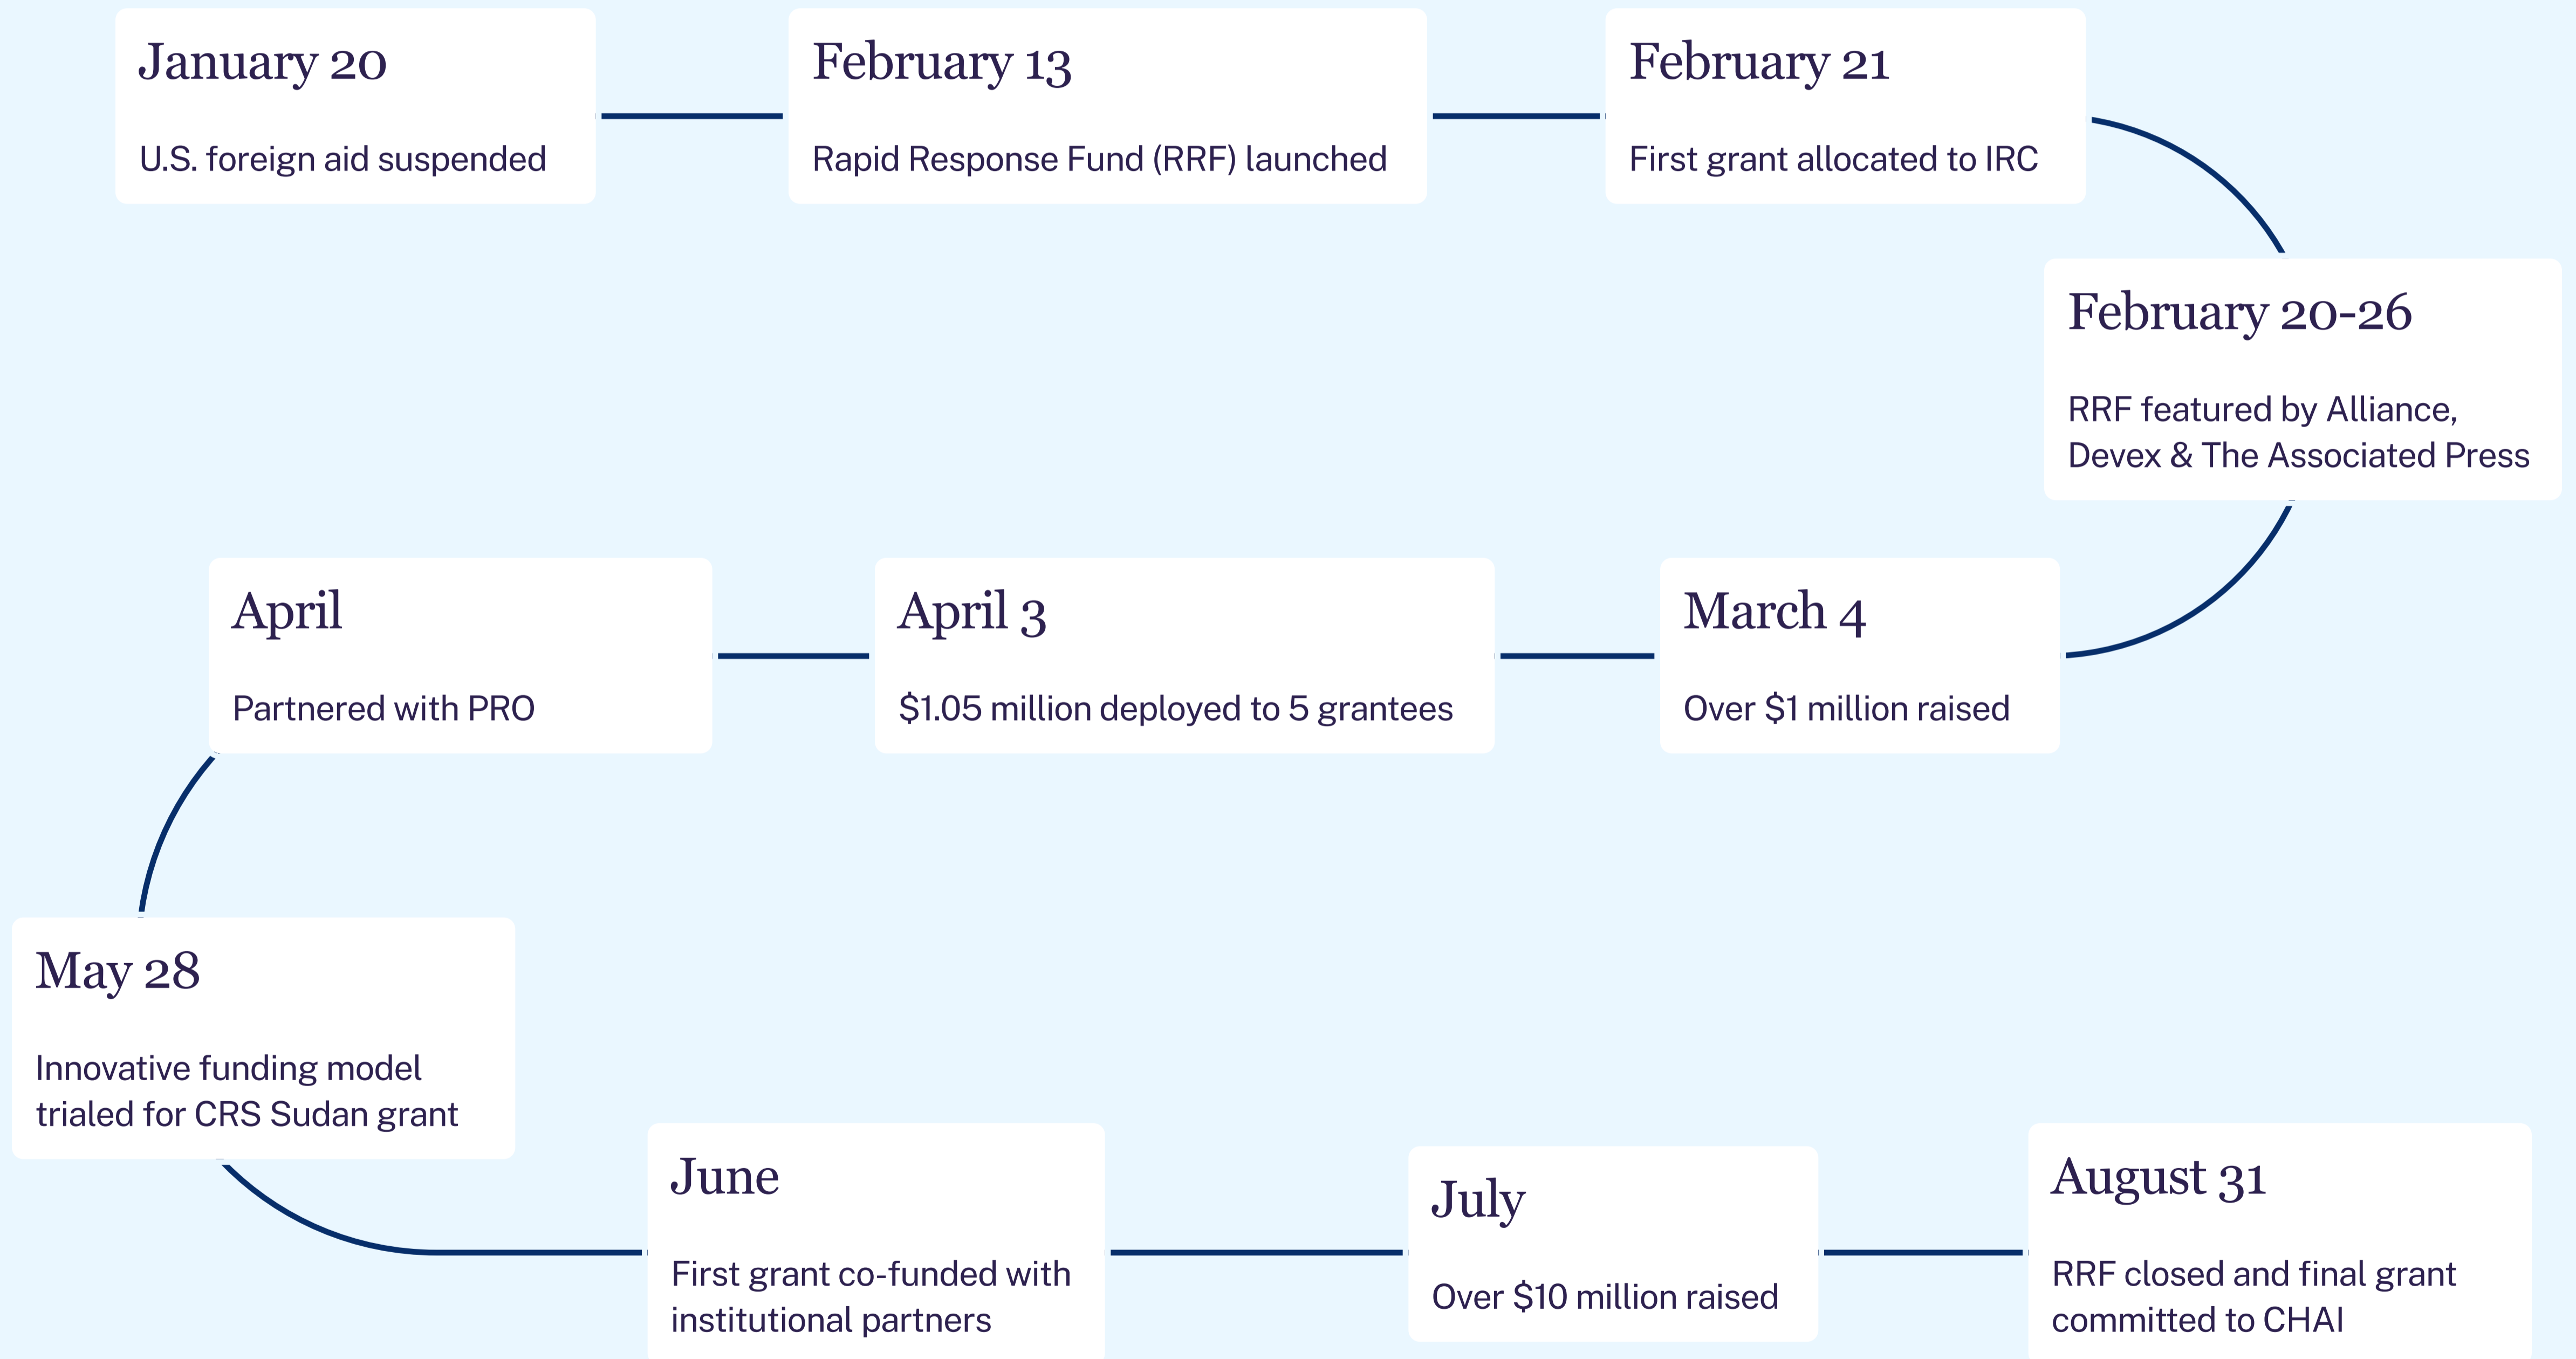 January 20
U.S. foreign aid suspended
February 13
Rapid Response Fund (RRF) launched
February 21
First grant allocated to IRC
February 20-26
RRF featured by Alliance,
Devex & The Associated Press
March 4
Over $1 million raised
April 3
$1.05 million deployed to 5 grantees
April
Partnered with PRO
May 28
Innovative funding model
trialed for CRS Sudan grant
June
First grant co-funded with
institutional partners
July
Over $10 million raised
August 31
RRF closed and final grant
committed to CHAI